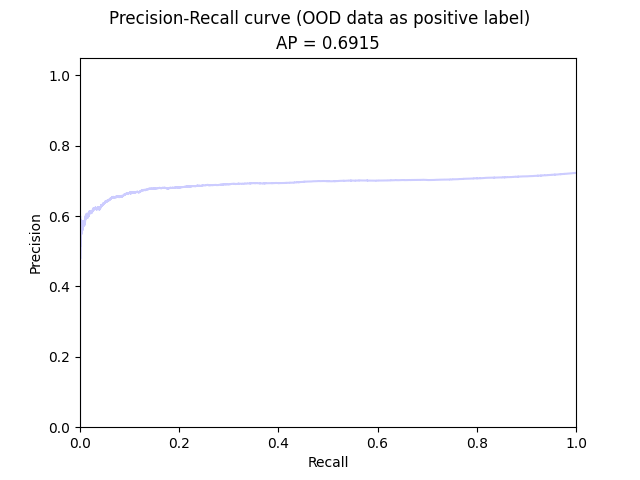 Precision-Recall curve (OOD data as positive label)
AP = 0.6915
1.0
0.8
0.6
0.4
0.2
0.0
Precision
0.0 0.2 0.4 0.6 0.8 1.0
Recall